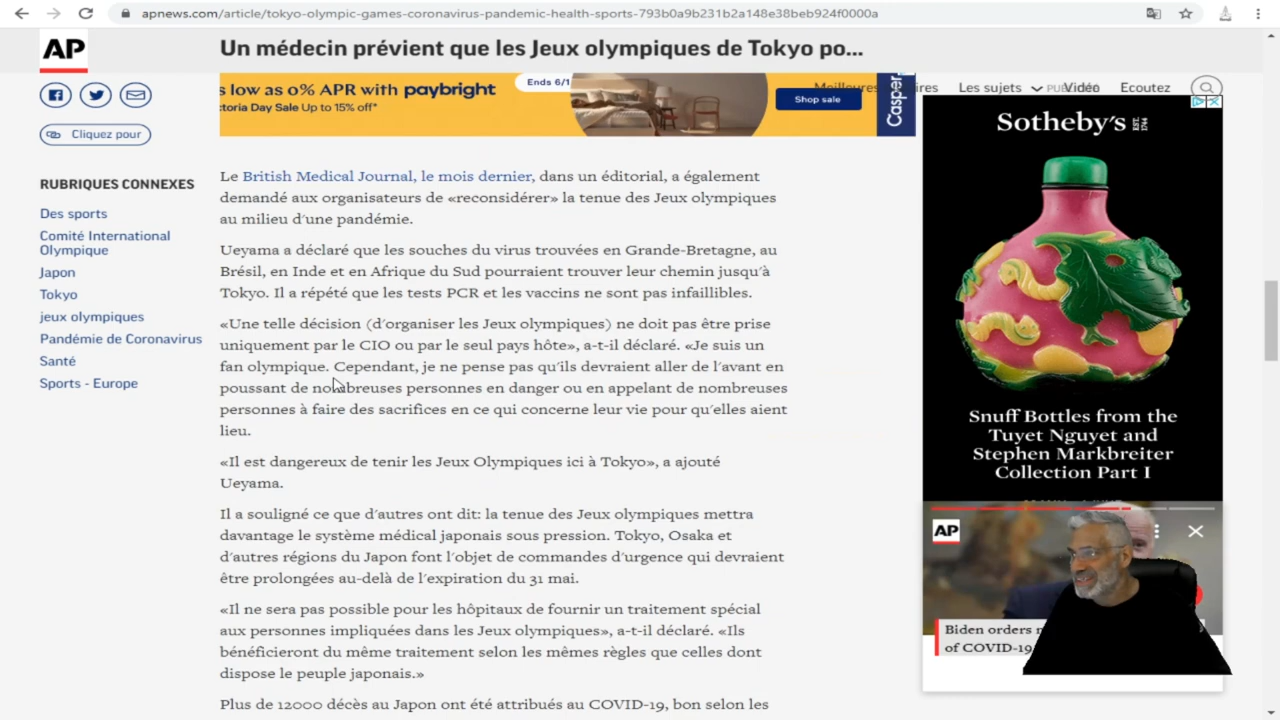 apnews.com/article/tokyo-olympic-games-coronavirus-pandemic-health-sports-793b0a9b231b2a148e38beb924f0000a
AP
Un médecin prévient que les Jeux olympiques de Tokyo po...
s low as 0% APR with paybright
toria Day Sale Up to 15% off*
Ends 6/1
Shop sale
Casper
Meilleures
Les sujets
Vidéo
Ecoutez
Cliquez pour
RUBRIQUES CONNEXES
Des sports
Comité International
Olympique
Japon
Tokyo
jeux olympiques
Pandémie de Coronavirus
Santé
Sports - Europe
Le British Medical Journal, le mois dernier, dans un éditorial, a également
demandé aux organisateurs de «reconsidérer» la tenue des Jeux olympiques
au milieu d'une pandémie.
Ueyama a déclaré que les souches du virus trouvées en Grande-Bretagne, au
Brésil, en Inde et en Afrique du Sud pourraient trouver leur chemin jusqu'à
Tokyo. Il a répété que les tests PCR et les vaccins ne sont pas infaillibles.
«Une telle décision (d'organiser les Jeux olympiques) ne doit pas être prise
uniquement par le CIO ou par le seul pays hôte», a-t-il déclaré. «Je suis un
fan olympique. Cependant, je ne pense pas qu'ils devraient aller de l'avant en
poussant de nombreuses personnes en danger ou en appelant de nombreuses
personnes à faire des sacrifices en ce qui concerne leur vie pour qu'elles aient
lieu.
«Il est dangereux de tenir les Jeux Olympiques ici à Tokyo», a ajouté
Ueyama.
Il a souligné ce que d'autres ont dit: la tenue des Jeux olympiques mettra
davantage le système médical japonais sous pression. Tokyo, Osaka et
d'autres régions du Japon font l'objet de commandes d'urgence qui devraient
être prolongées au-delà de l'expiration du 31 mai.
«Il ne sera pas possible pour les hôpitaux de fournir un traitement spécial
aux personnes impliquées dans les Jeux olympiques», a-t-il déclaré. «Ils
bénéficieront du même traitement selon les mêmes règles que celles dont
dispose le peuple japonais.»
Plus de 12000 décès au Japon ont été attribués au COVID-19, bon selon les
Sotheby's EST. 1744
Snuff Bottles from the
Tuyet Nguyet and
Stephen Markbreiter
Collection Part I
AP
Biden orders
of COVID-19